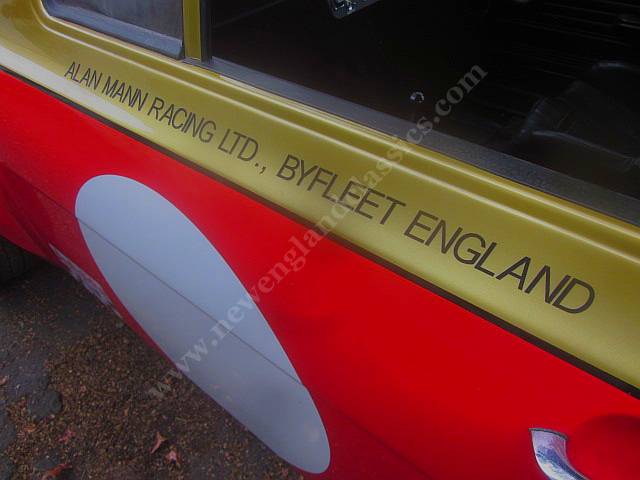 ALAN MANN RACING LTD., BYFLEET ENGLAND
www.newenglandclassics.com